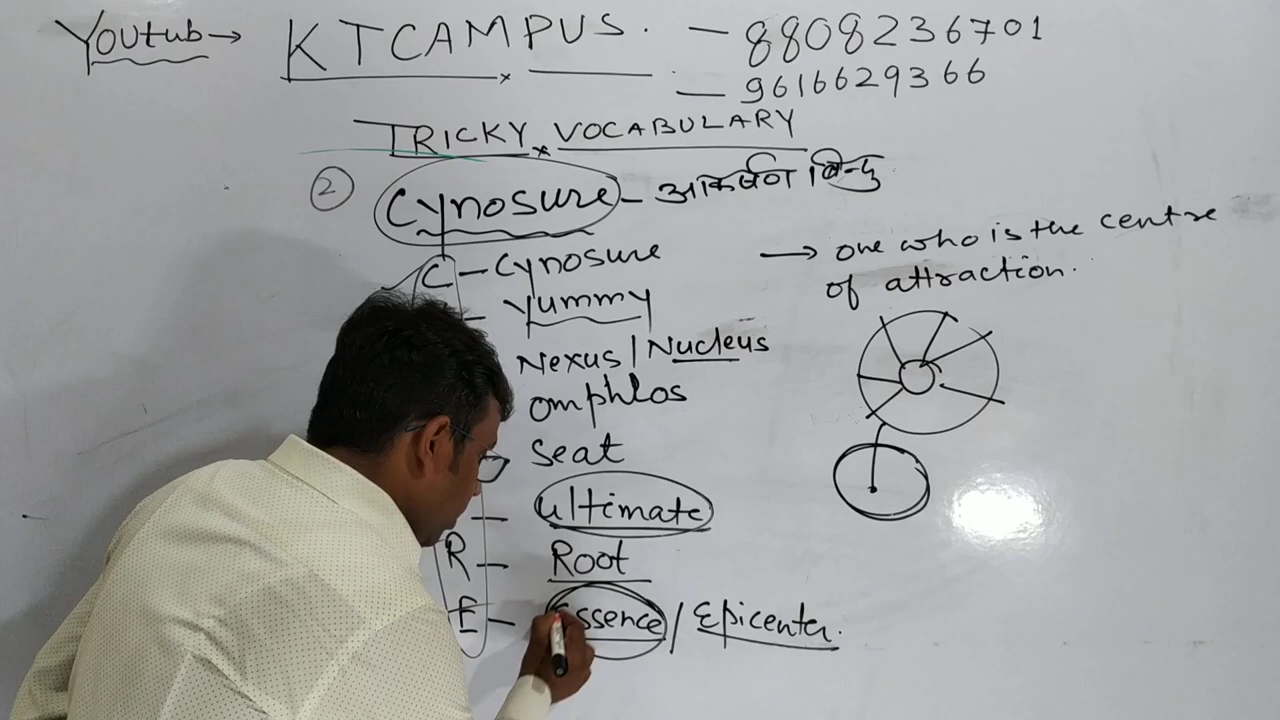 Youtub→ KTCAMPUS. - 8808236701
- 9616629366
TRICKY VOCABULARY
2 Cynosure - आकर्षण बिन्दु
C - Cynosure → one who is the centre
of attraction.
Yummy
Nexus / Nucleus
omphlos
Seat
- ultimate
R - Root
E - Essence / Epicenter.